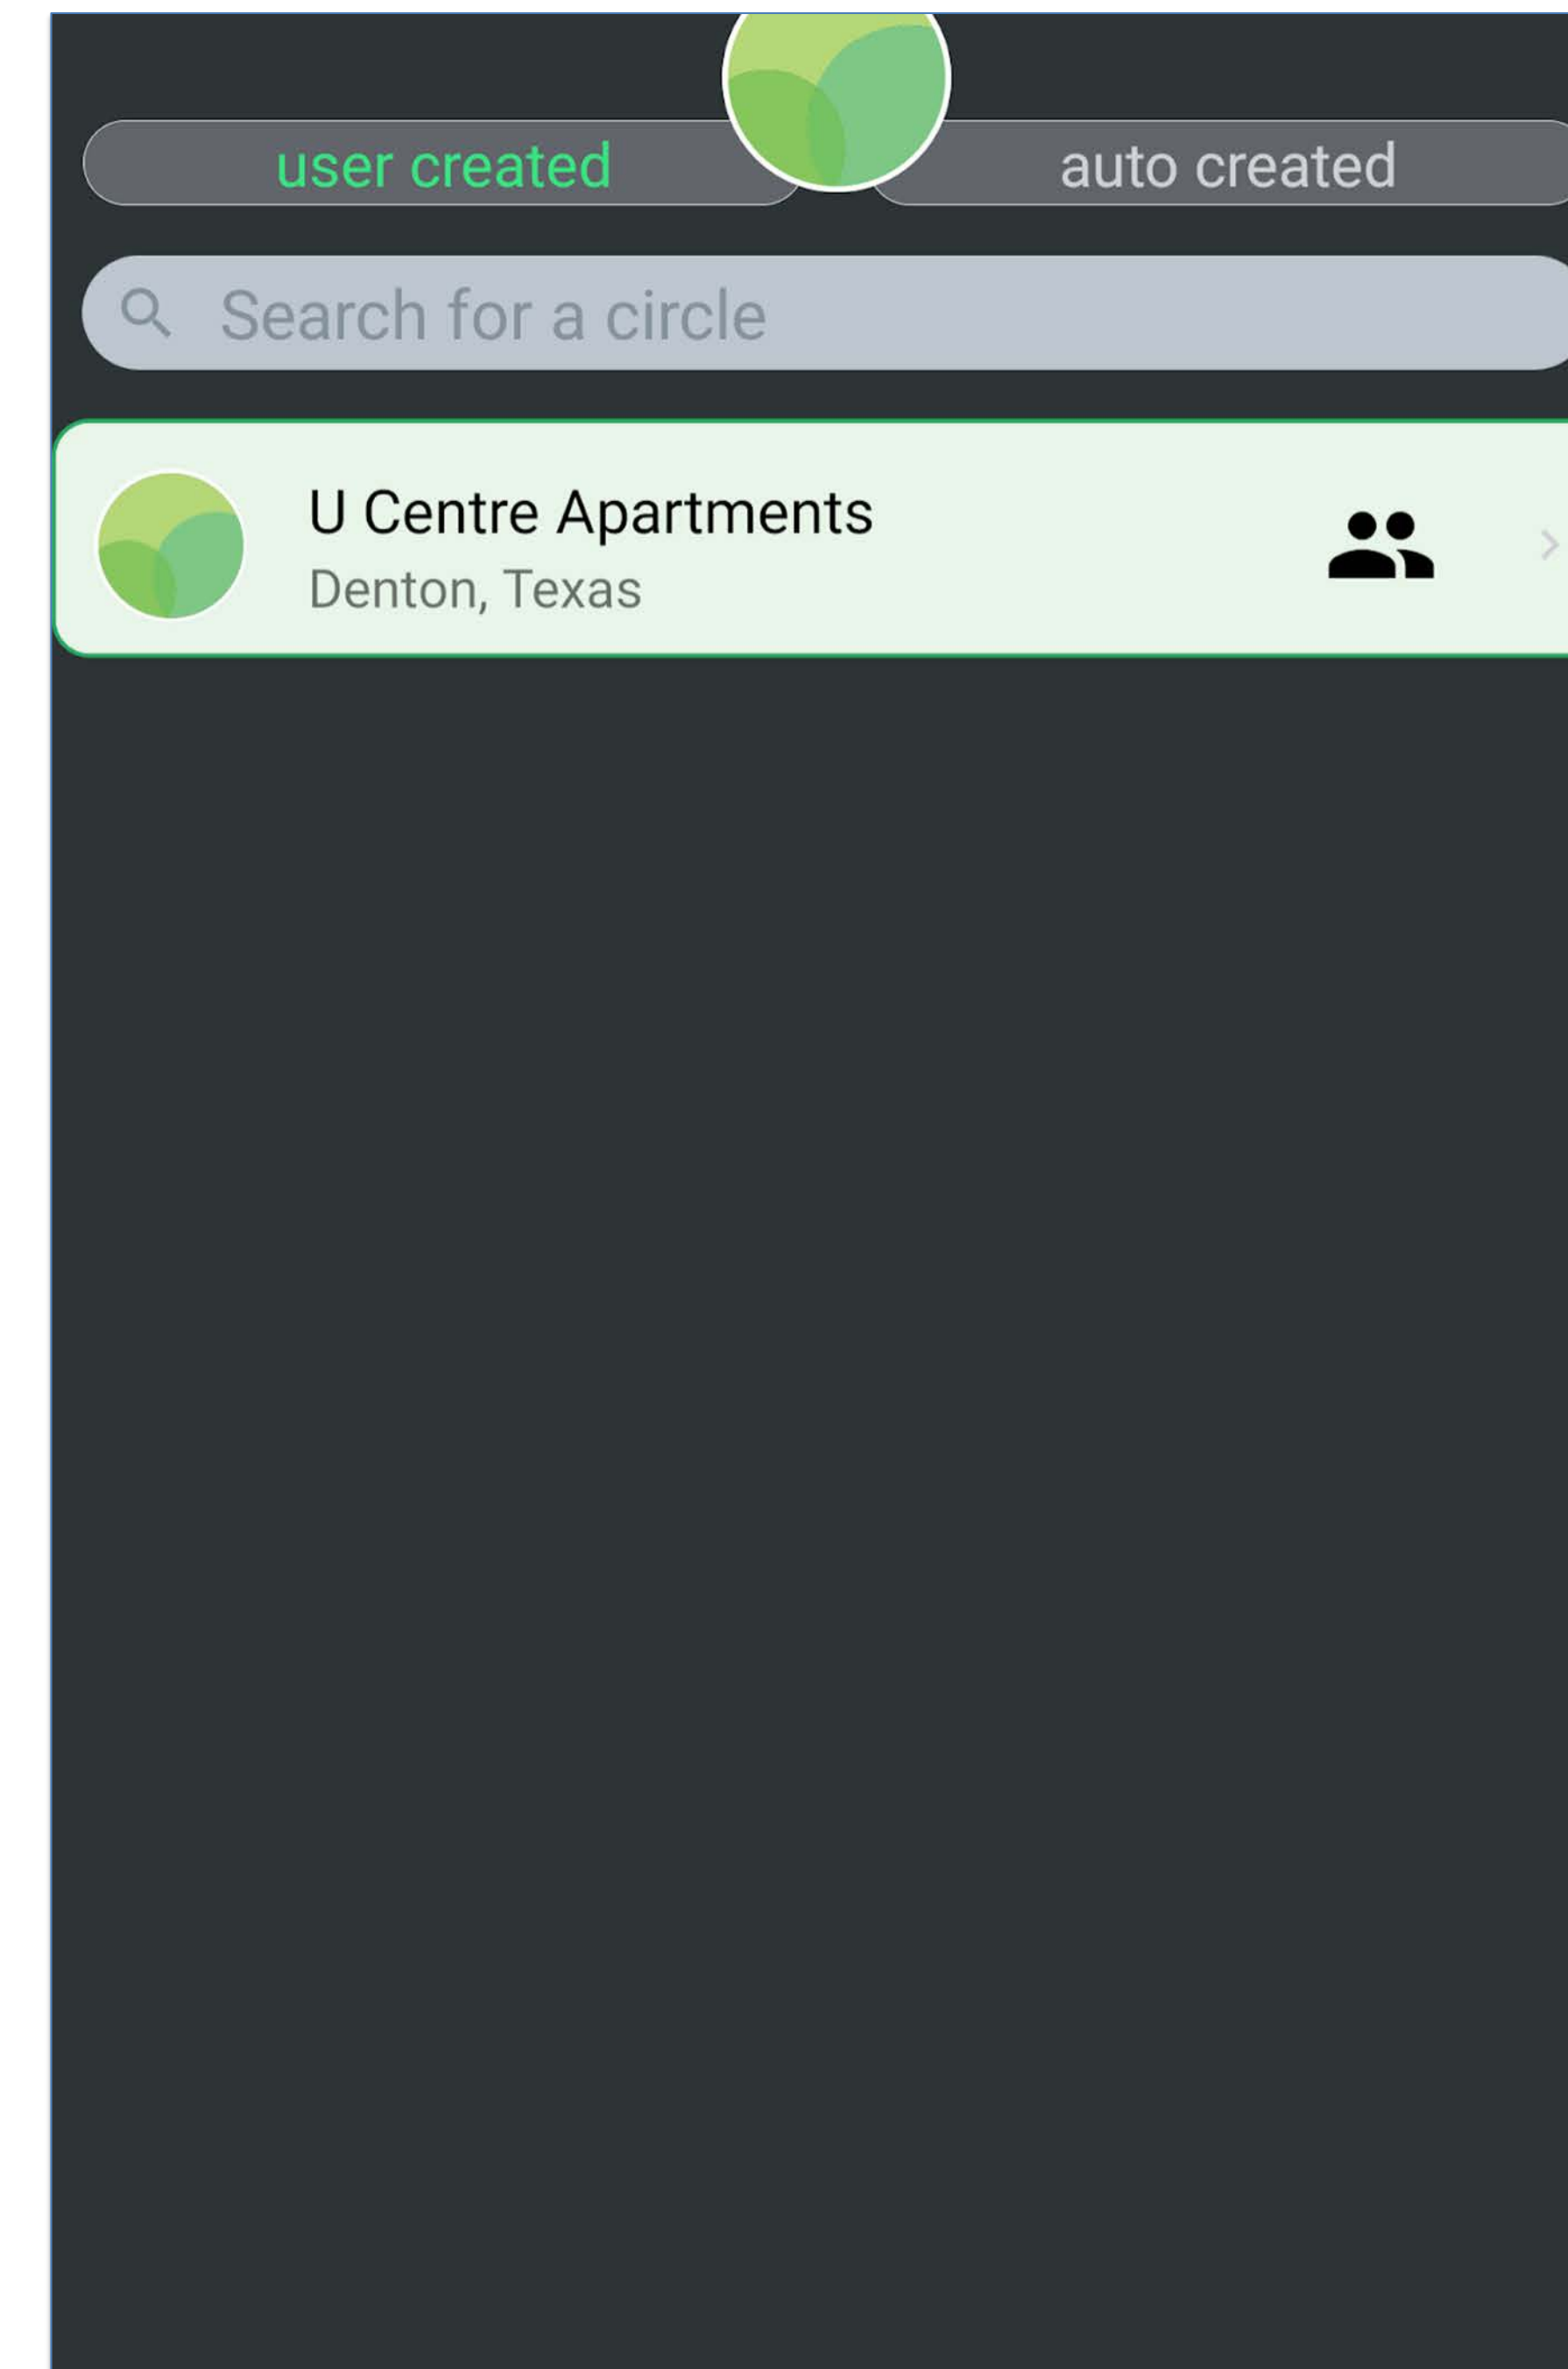 user created
auto created
Search for a circle
U Centre Apartments
Denton, Texas